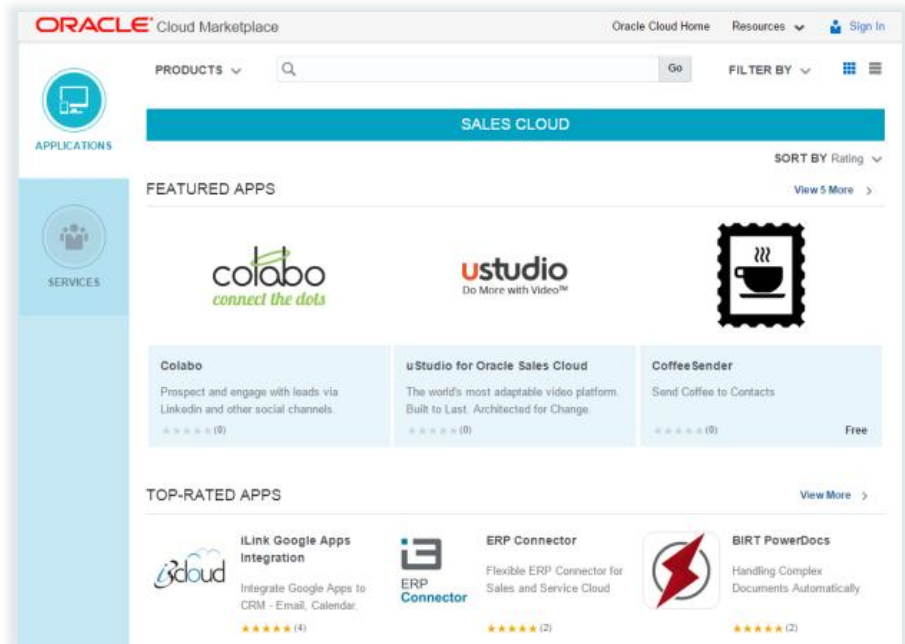 ORACLE Cloud Marketplace
Oracle Cloud Home Resources Sign In
PRODUCTS Go FILTER BY
APPLICATIONS
SERVICES
SALES CLOUD
SORT BY Rating
FEATURED APPS View 5 More >
colabo
connect the dots
ustudio
Do More with Video™
Colabo
Prospect and engage with leads via
Linkedin and other social channels.
(0)
uStudio for Oracle Sales Cloud
The world's most adaptable video platform.
Built to Last. Architected for Change.
(0)
CoffeeSender
Send Coffee to Contacts
(0) Free
TOP-RATED APPS View More >
i3cloud
iLink Google Apps
Integration
Integrate Google Apps to
CRM - Email, Calendar,
(4)
i3
ERP
Connector
ERP Connector
Flexible ERP Connector for
Sales and Service Cloud
(2)
BIRT PowerDocs
Handling Complex
Documents Automatically
(2)